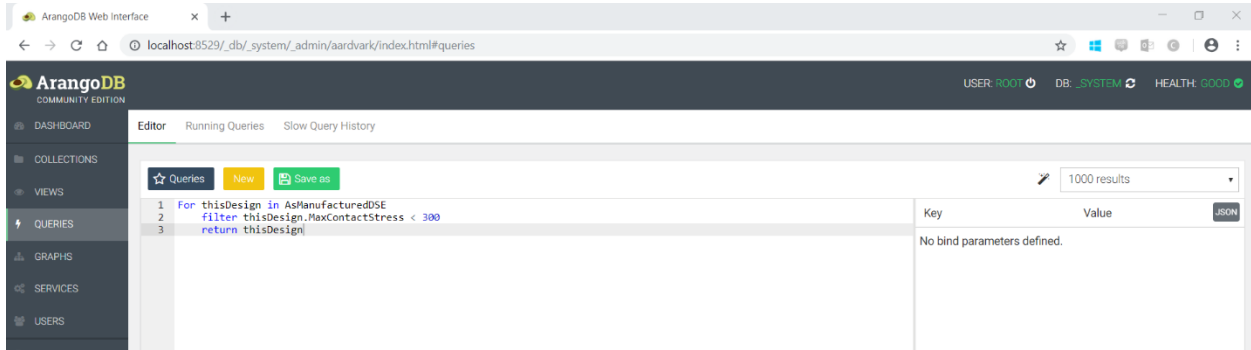 ArangoDB Web Interface
localhost:8529/_db/_system/_admin/aardvark/index.html#queries
ArangoDB
COMMUNITY EDITION
USER: ROOT DB: _SYSTEM HEALTH: GOOD
DASHBOARD
COLLECTIONS
VIEWS
QUERIES
GRAPHS
SERVICES
USERS
Editor Running Queries Slow Query History
Queries New Save as
1000 results
1 For thisDesign in AsManufacturedDSE
2 filter thisDesign.MaxContactStress < 300
3 return thisDesign
Key Value JSON
No bind parameters defined.